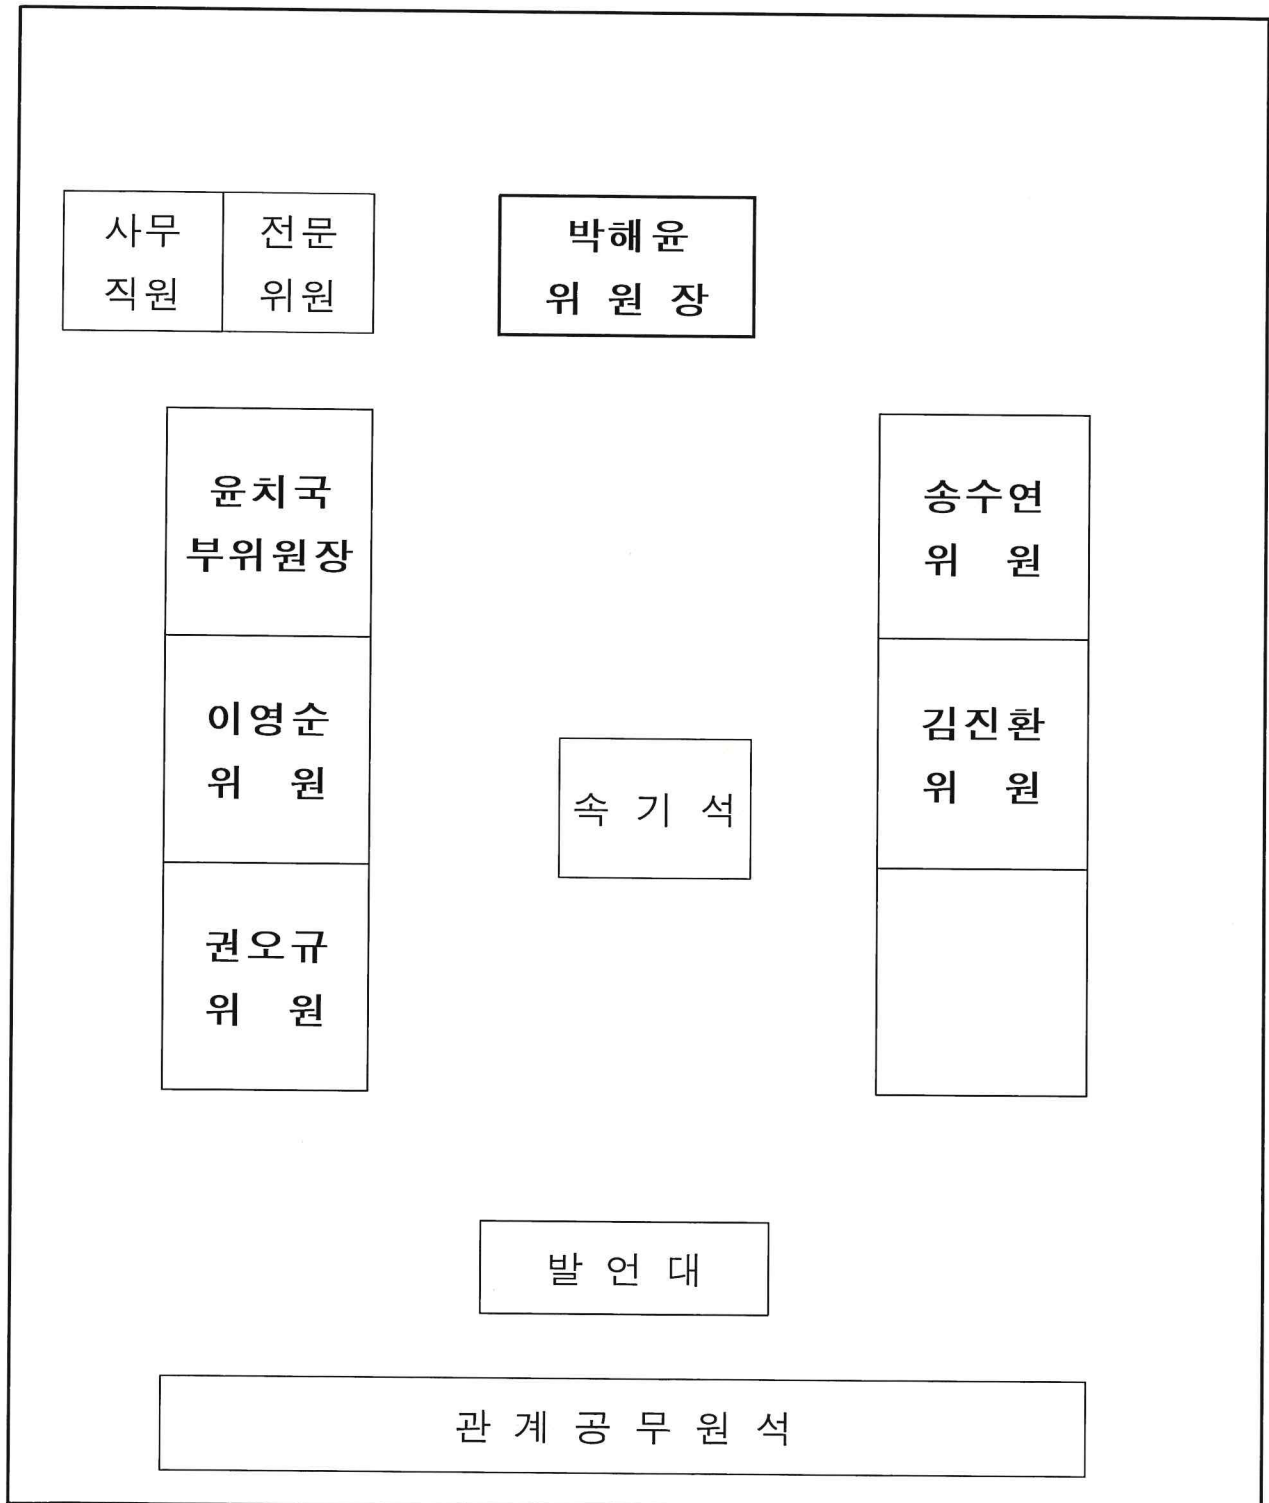 사무
직원
전문
위원
박해윤
위 원 장
윤치국
부위원장
송수연
위 원
이영순
위 원
김진환
위 원
속 기 석
권오규
위 원
발 언 대
관 계 공 무 원 석